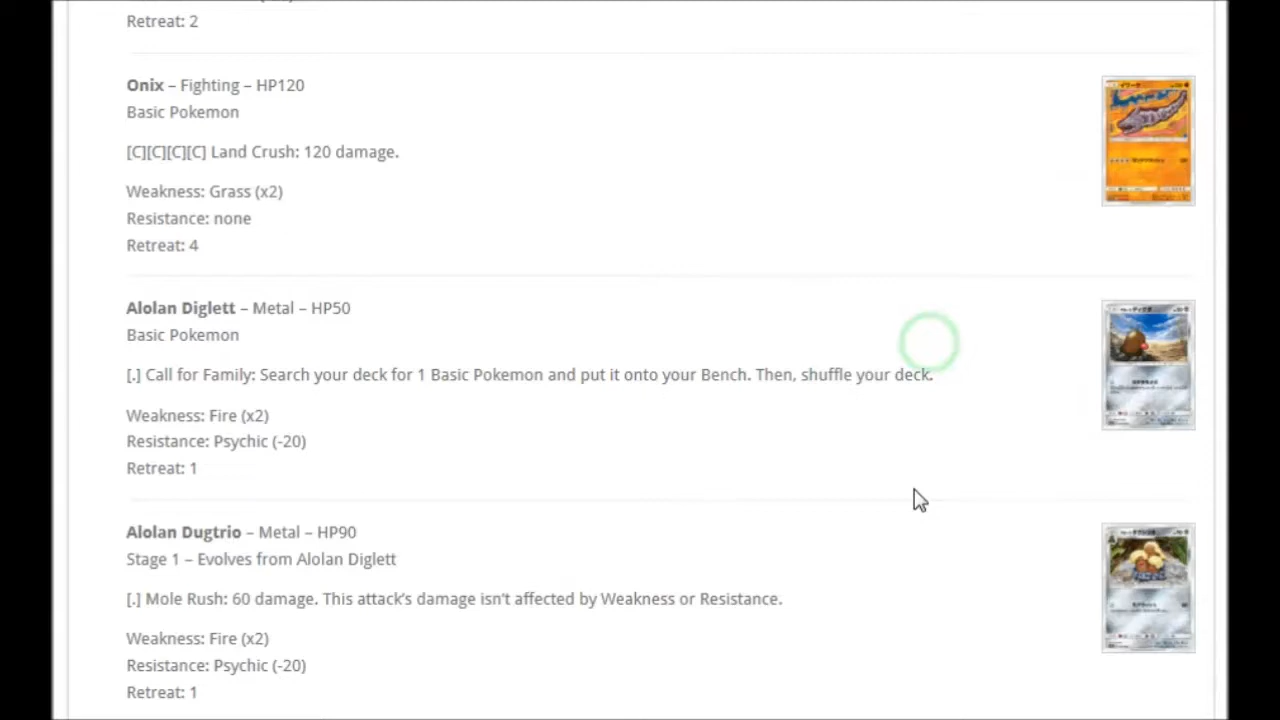 Retreat: 2
Onix – Fighting – HP120
Basic Pokemon
[C][C][C][C] Land Crush: 120 damage.
Weakness: Grass (x2)
Resistance: none
Retreat: 4
Alolan Diglett – Metal – HP50
Basic Pokemon
[.] Call for Family: Search your deck for 1 Basic Pokemon and put it onto your Bench. Then, shuffle your deck.
Weakness: Fire (x2)
Resistance: Psychic (-20)
Retreat: 1
Alolan Dugtrio – Metal – HP90
Stage 1 – Evolves from Alolan Diglett
[.] Mole Rush: 60 damage. This attack's damage isn't affected by Weakness or Resistance.
Weakness: Fire (x2)
Resistance: Psychic (-20)
Retreat: 1